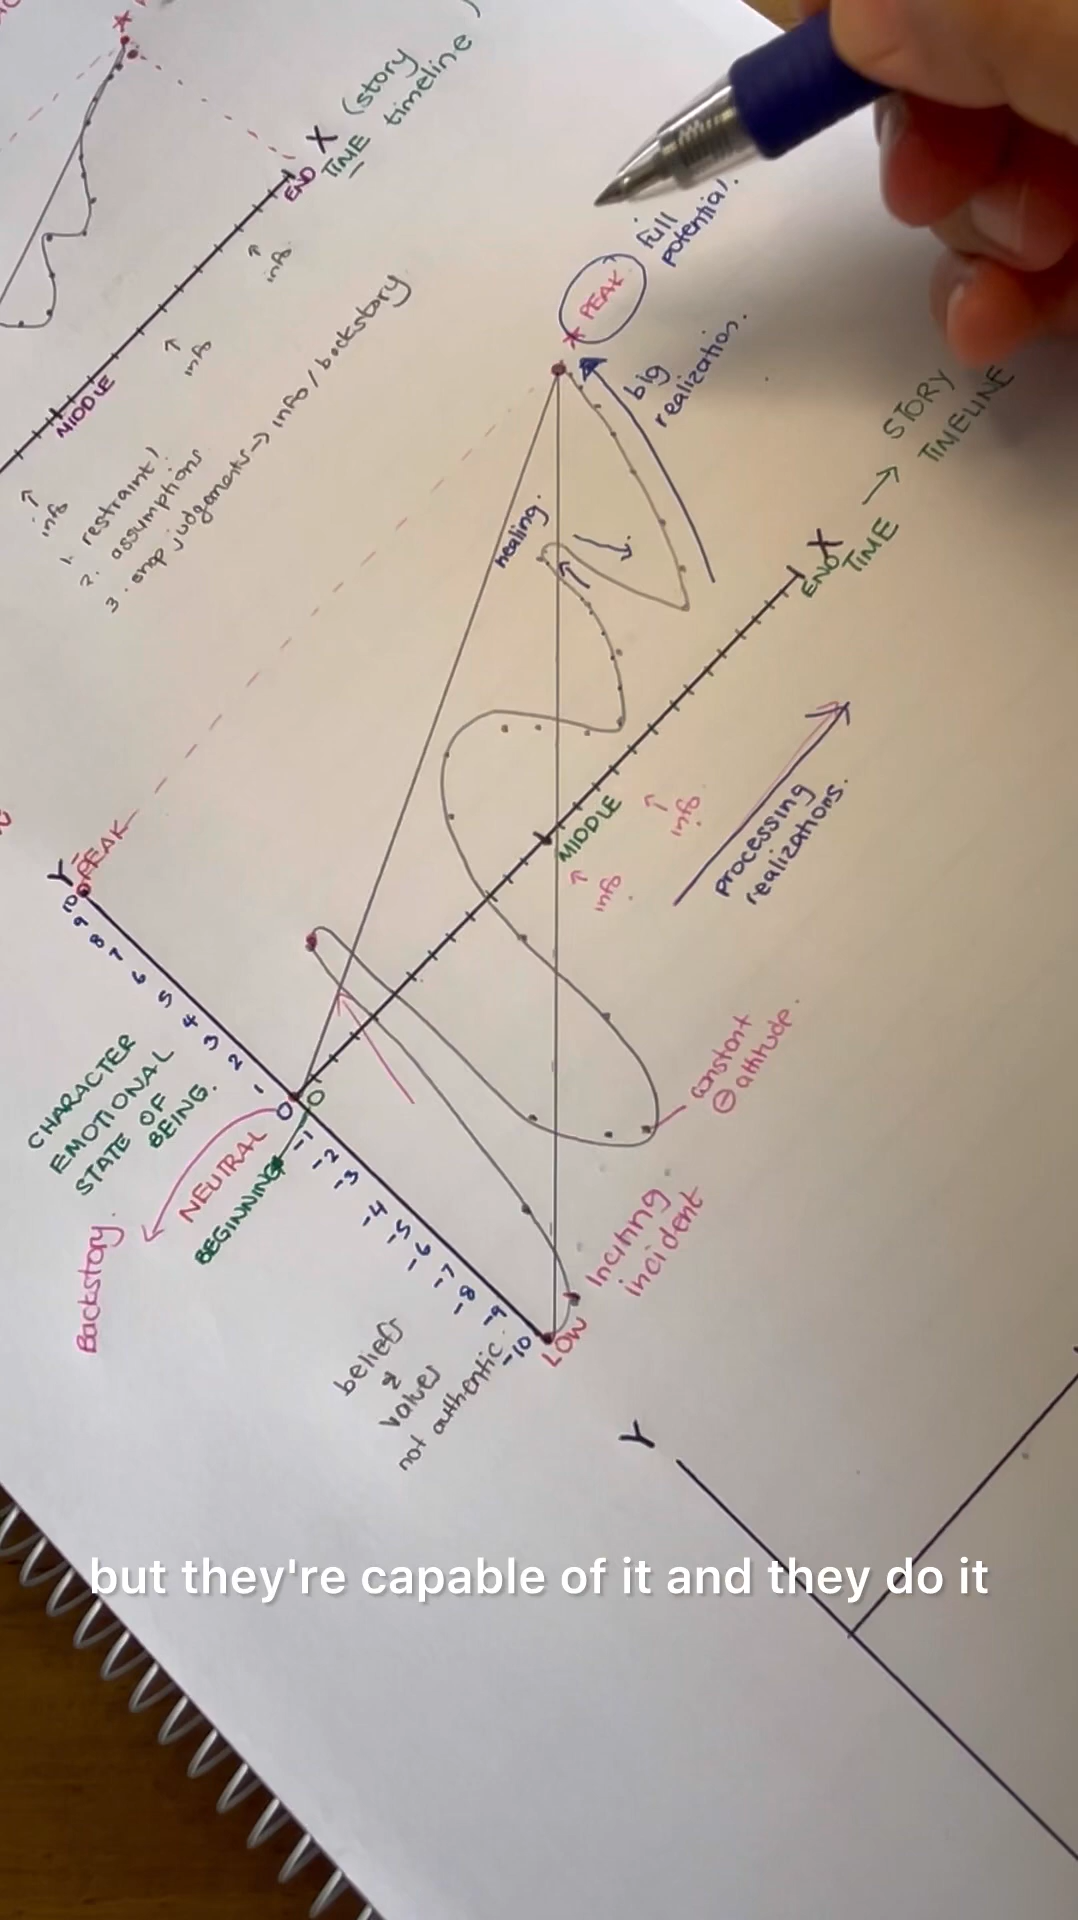 X
TIME
(story
timeline)
END
↑
info.
↑
info
MIDDLE
↑
info
1. restraint!
2. assumptions
3. snap judgements → info / backstory
full
potential.
* PEAK
big
realization.
healing.
X
END
TIME → STORY
TIMELINE
MIDDLE
↑
info.
↑
info
processing
realizations.
Y
PEAK
10
9
8
7
6
5
4
3
2
1
0
0
-1
-2
-3
-4
-5
-6
-7
-8
-9
-10
CHARACTER
EMOTIONAL
STATE OF
BEING.
NEUTRAL
BEGINNING
Backstory.
constant
⊖ attitude.
Inciting
incident
LOW
beliefs
&
values
not authentic.
Y
but they're capable of it and they do it